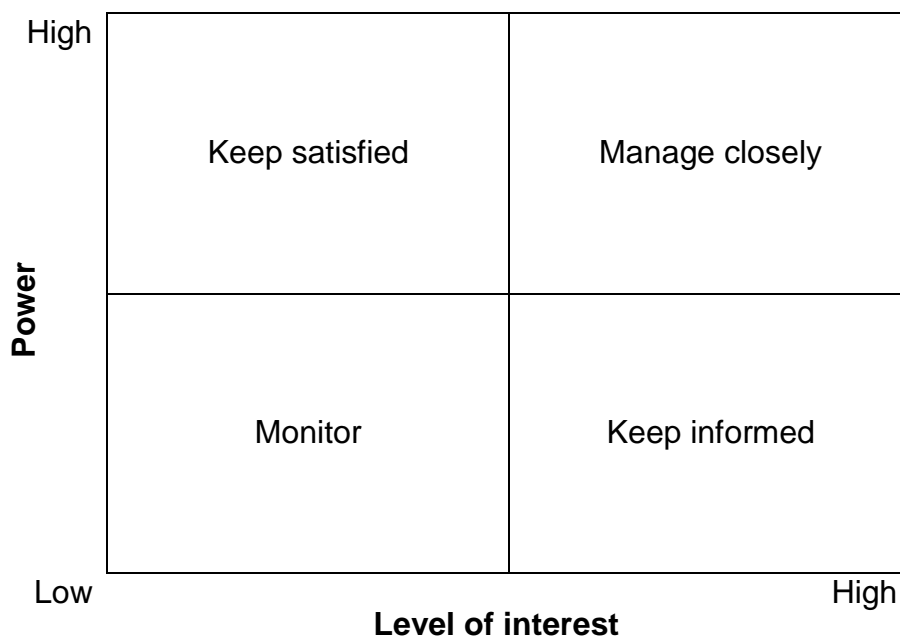 High
Keep satisfied
Manage closely
Power
Monitor
Keep informed
Low
High
Level of interest